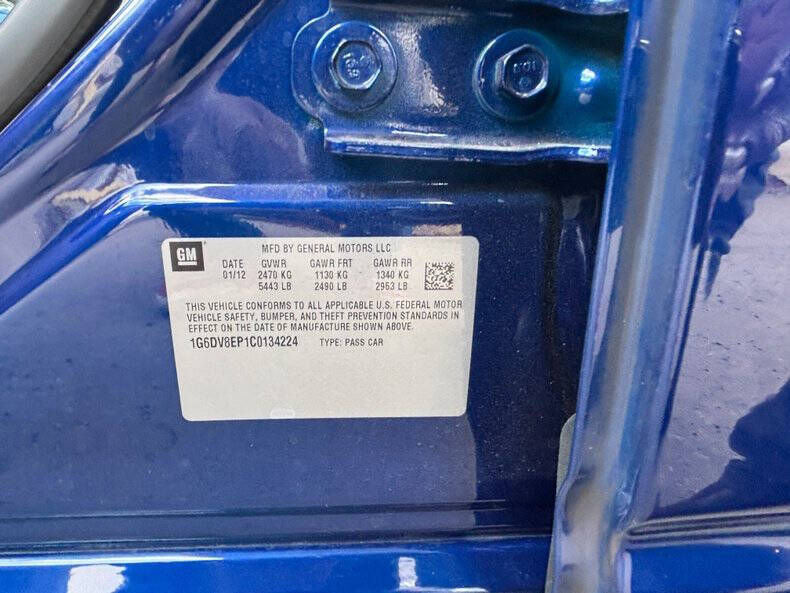 GM
MFD BY GENERAL MOTORS LLC
DATE GVWR GAWR FRT GAWR RR
01/12 2470 KG 1130 KG 1340 KG
5443 LB 2490 LB 2953 LB
THIS VEHICLE CONFORMS TO ALL APPLICABLE U.S. FEDERAL MOTOR
VEHICLE SAFETY, BUMPER, AND THEFT PREVENTION STANDARDS IN
EFFECT ON THE DATE OF MANUFACTURE SHOWN ABOVE.
1G6DV8EP1C0134224 TYPE: PASS CAR